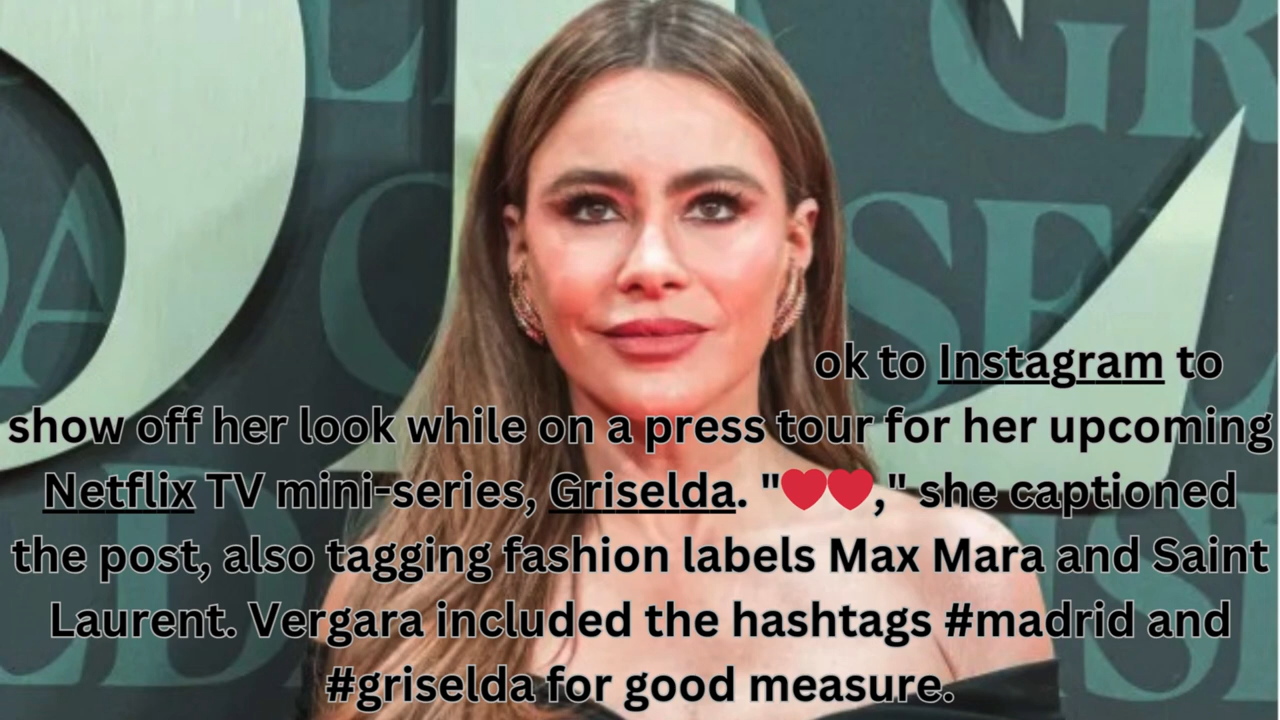 ok to Instagram to
show off her look while on a press tour for her upcoming
Netflix TV mini-series, Griselda. "❤❤," she captioned
the post, also tagging fashion labels Max Mara and Saint
Laurent. Vergara included the hashtags #madrid and
#griselda for good measure.